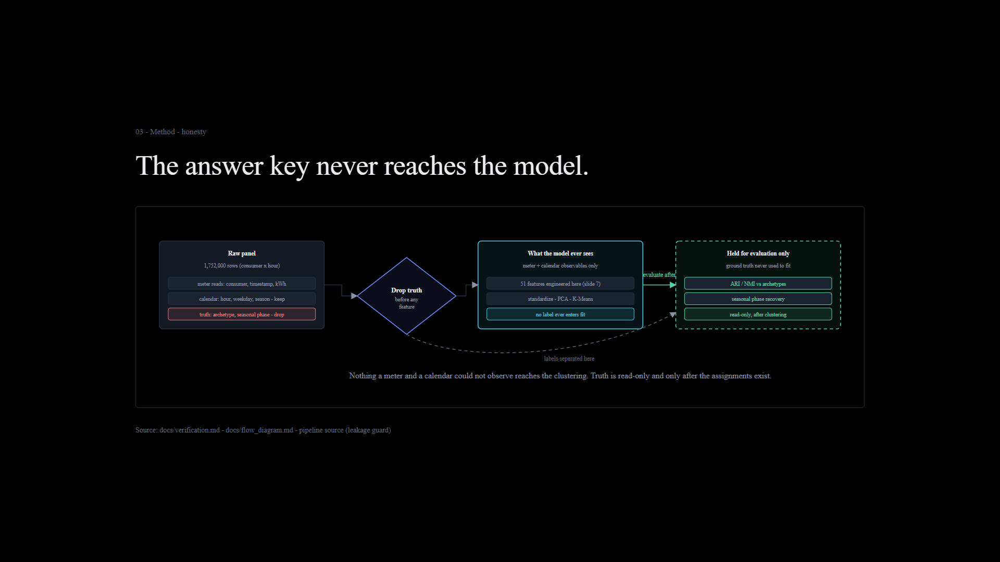 03 - Method - honesty
The answer key never reaches the model.
Raw panel
1,752,000 rows (consumer x hour)
meter reads: consumer, timestamp, kWh
calendar: hour, weekday, season - keep
truth: archetype, seasonal phase - drop
Drop truth
before any
feature
What the model ever sees
meter + calendar observables only
51 features engineered here (slide 7)
standardize - PCA - K-Means
no label ever enters fit
evaluate after
Held for evaluation only
ground truth never used to fit
ARI / NMI vs archetypes
seasonal phase recovery
read-only, after clustering
labels separated here
Nothing a meter and a calendar could not observe reaches the clustering. Truth is read-only and only after the assignments exist.
Source: docs/verification.md - docs/flow_diagram.md - pipeline source (leakage guard)